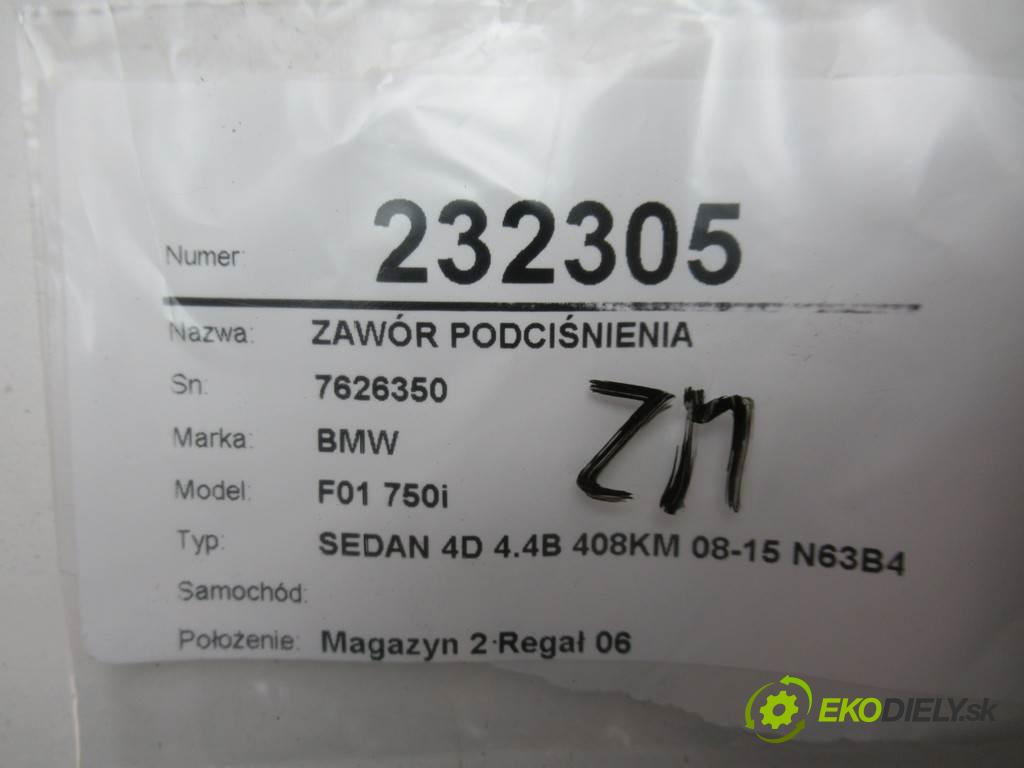 Numer: 232305
Nazwa: ZAWÓR PODCIŚNIENIA
Sn: 7626350
Marka: BMW
Model: F01 750i
Typ: SEDAN 4D 4.4B 408KM 08-15 N63B4
Samochód:
Położenie: Magazyn 2 Regał 06
ZM
EKODIELY.sk